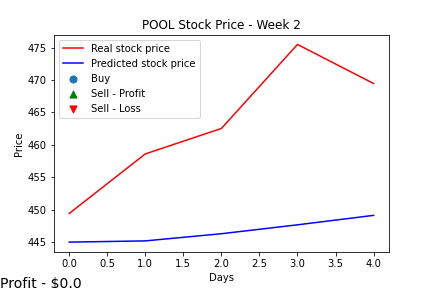 POOL Stock Price - Week 2
Real stock price
Predicted stock price
Buy
Sell - Profit
Sell - Loss
475
470
465
460
455
450
445
Price
0.0 0.5 1.0 1.5 2.0 2.5 3.0 3.5 4.0
Days
Profit - $0.0